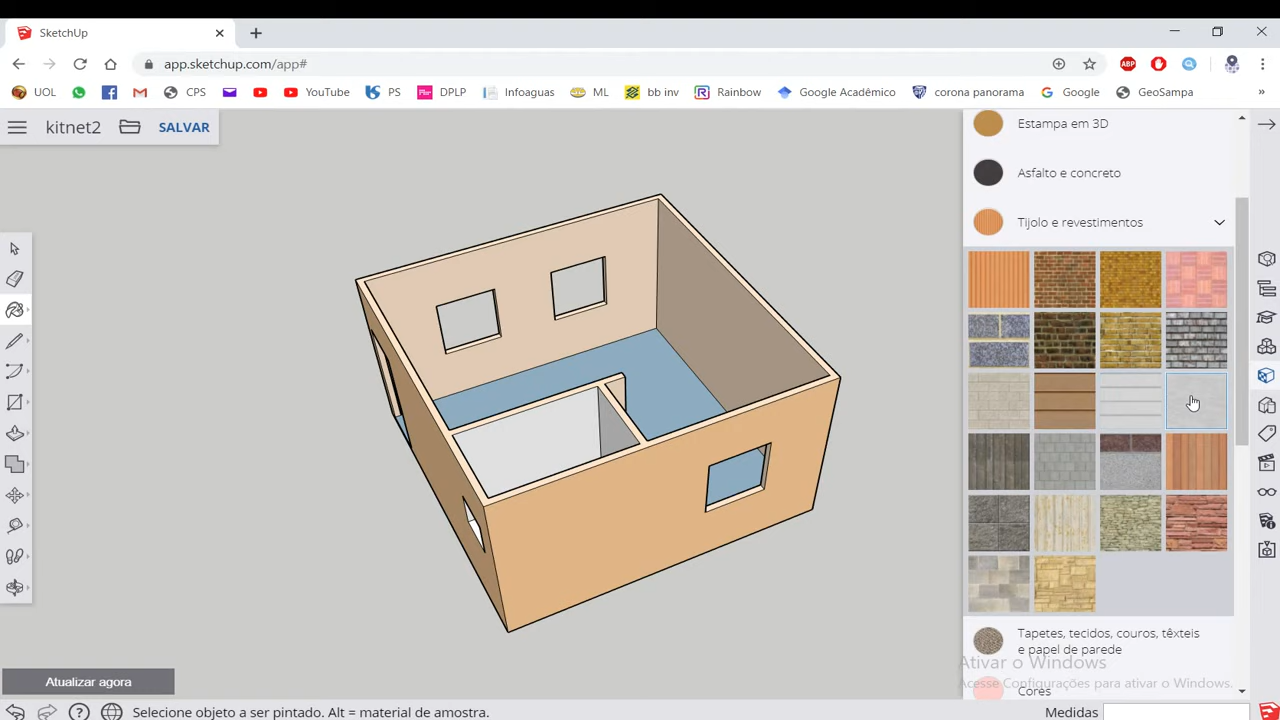 SketchUp
app.sketchup.com/app#
ABP
UOL
CPS
YouTube
PS
DPLP
Infoaguas
ML
bb inv
Rainbow
Google Acadêmico
corona panorama
Google
GeoSampa
»
kitnet2
SALVAR
Estampa em 3D
Asfalto e concreto
Tijolo e revestimentos
Tapetes, tecidos, couros, têxteis
e papel de parede
Ativar o Windows
Acesse Configurações para ativar o Windows.
Cores
Atualizar agora
Selecione objeto a ser pintado. Alt = material de amostra.
Medidas